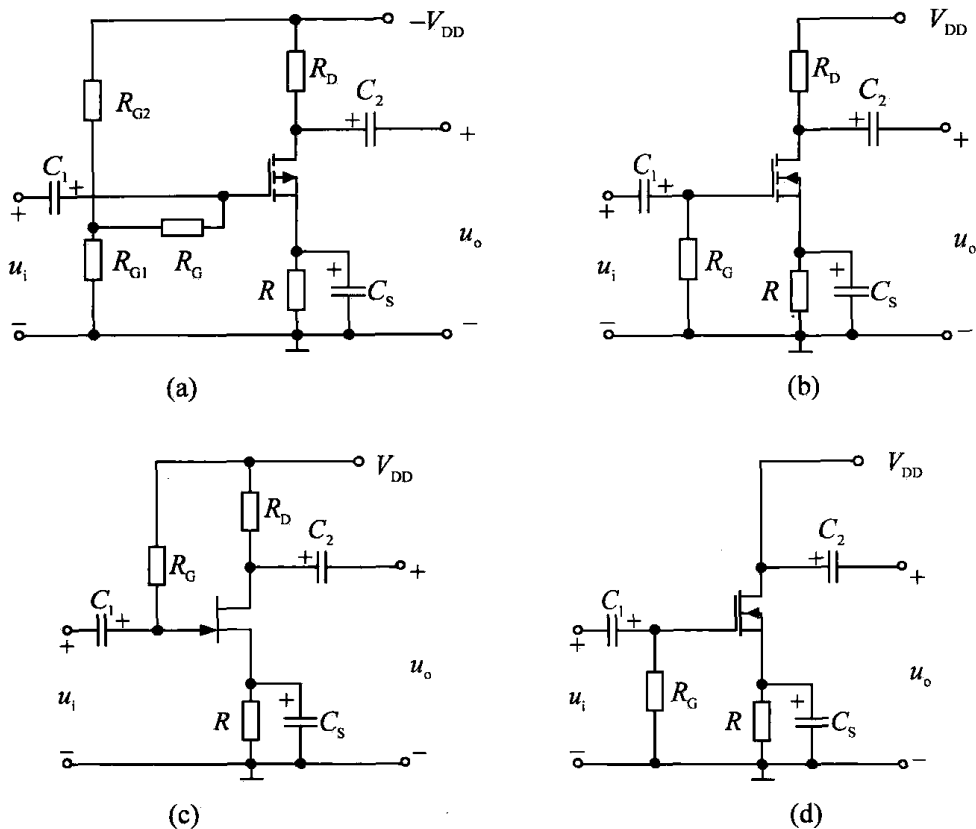 −V_DD
R_D
C_2
+
+
R_G2
C_1
+
+
R_G1
R_G
u_i
R
+
C_S
u_o
−
−
(a)
V_DD
R_D
C_2
+
+
C_1
+
+
R_G
u_i
R
+
C_S
u_o
−
−
(b)
V_DD
R_D
C_2
+
+
R_G
C_1
+
+
u_i
R
+
C_S
u_o
−
−
(c)
V_DD
C_2
+
+
C_1
+
+
R_G
u_i
R
+
C_S
u_o
−
−
(d)